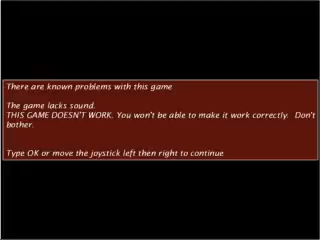 There are known problems with this game
The game lacks sound.
THIS GAME DOESN'T WORK. You won't be able to make it work correctly.  Don't
bother.
Type OK or move the joystick left then right to continue